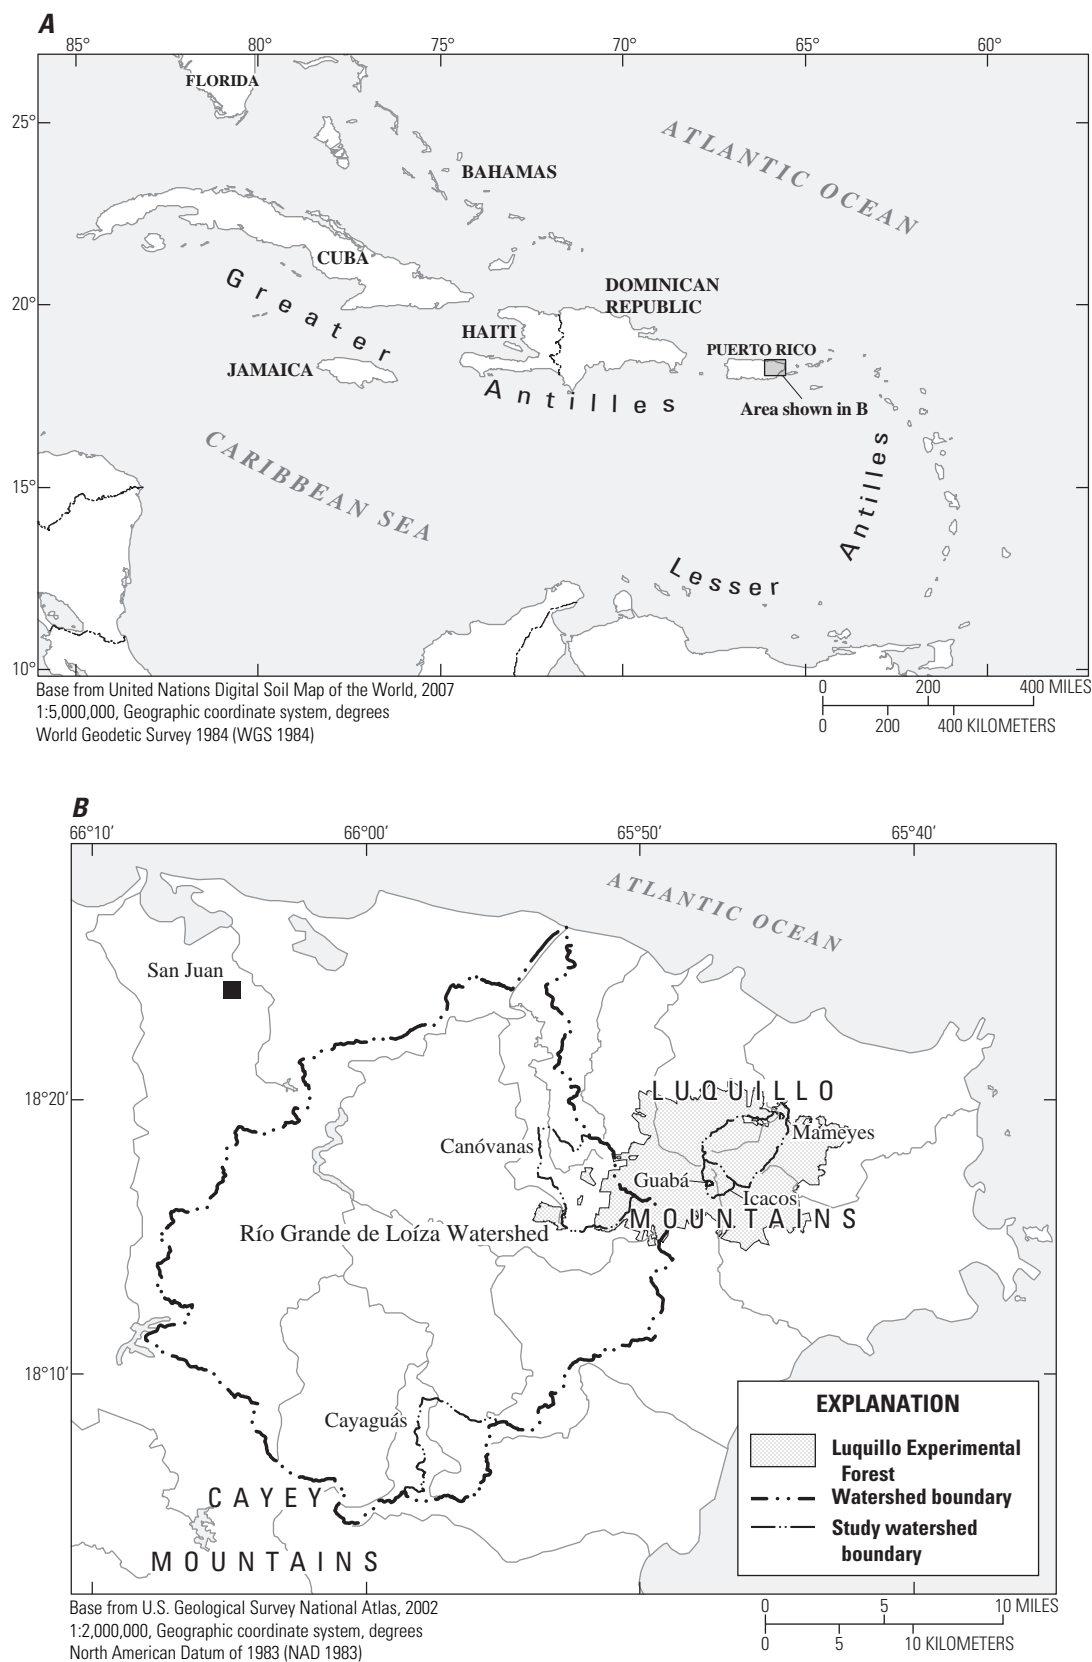 A
85° 80° 75° 70° 65° 60°
FLORIDA
25°
ATLANTIC OCEAN
BAHAMAS
CUBA
Greater
DOMINICAN
REPUBLIC
20°
HAITI
PUERTO RICO
JAMAICA
Antilles
Area shown in B
CARIBBEAN SEA
Antilles
15°
Lesser
10°
Base from United Nations Digital Soil Map of the World, 2007
1:5,000,000, Geographic coordinate system, degrees
World Geodetic Survey 1984 (WGS 1984)
0 200 400 MILES
0 200 400 KILOMETERS
B
66°10′ 66°00′ 65°50′ 65°40′
ATLANTIC OCEAN
San Juan
18°20′
LUQUILLO
Mameyes
Canóvanas
Guabá
Icacos
MOUNTAINS
Río Grande de Loíza Watershed
18°10′
Cayaguás
CAYEY
MOUNTAINS
EXPLANATION
Luquillo Experimental
Forest
Watershed boundary
Study watershed
boundary
Base from U.S. Geological Survey National Atlas, 2002
1:2,000,000, Geographic coordinate system, degrees
North American Datum of 1983 (NAD 1983)
0 5 10 MILES
0 5 10 KILOMETERS